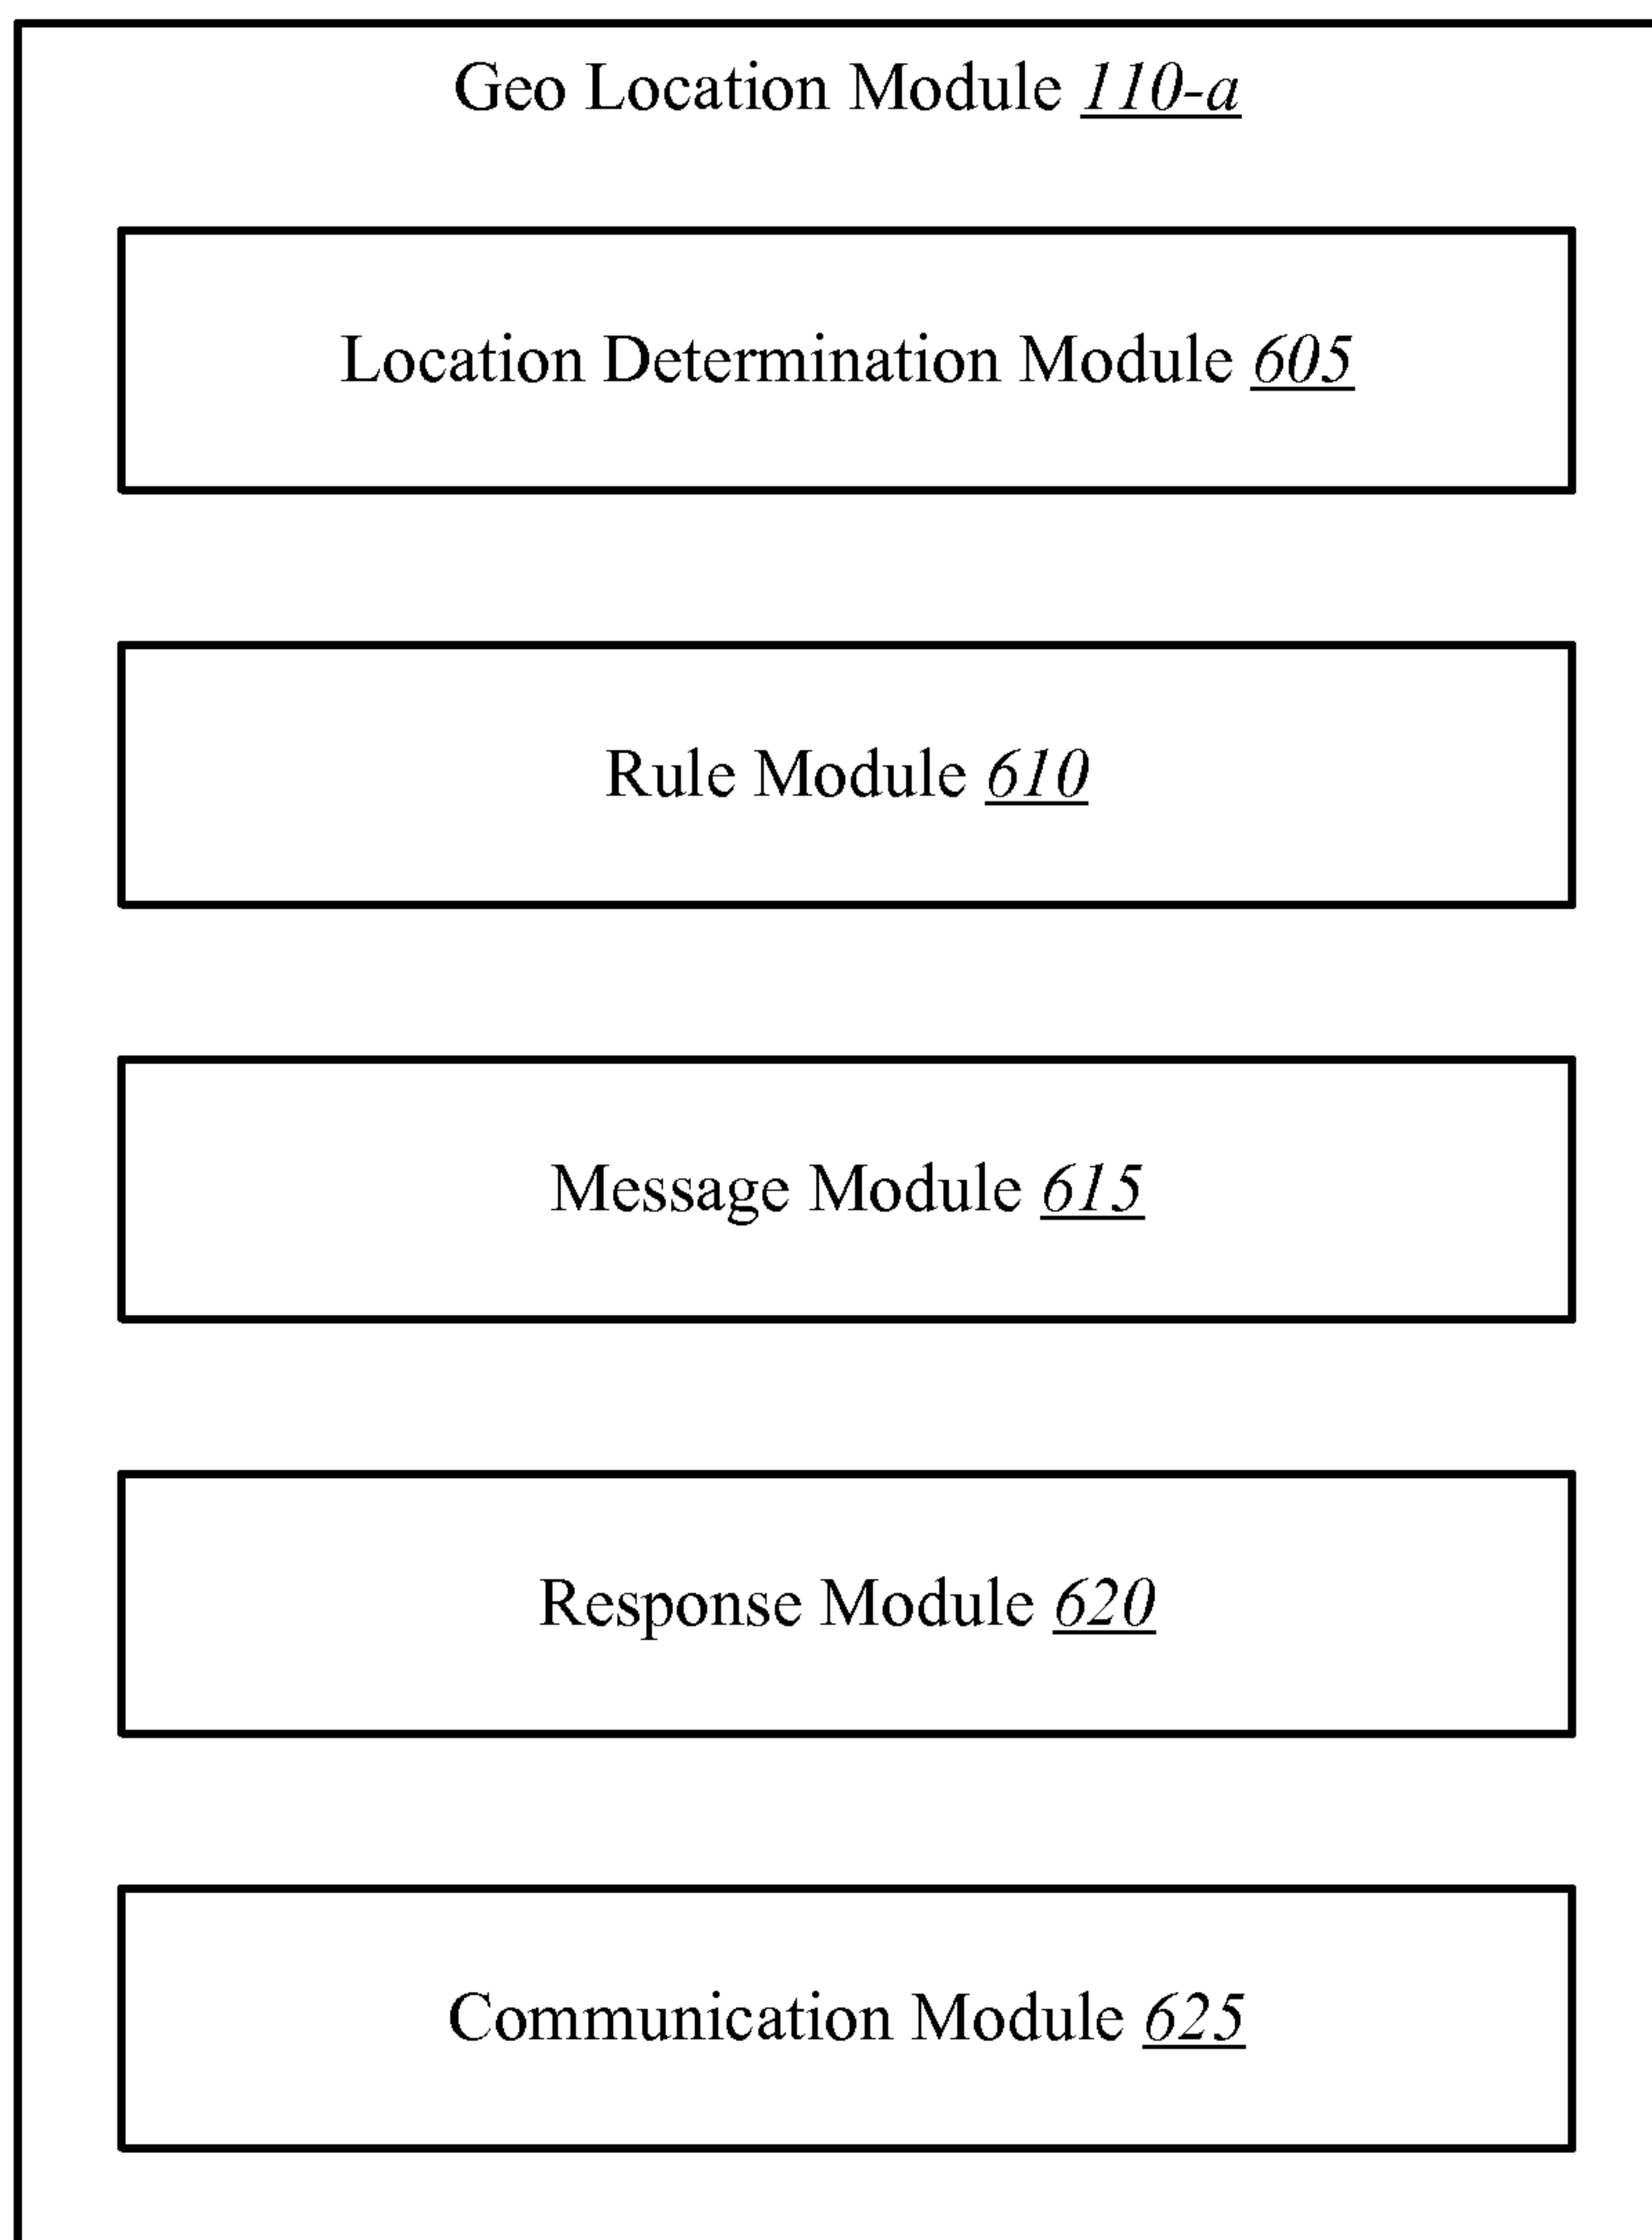 Geo Location Module 110-a
Location Determination Module 605
Rule Module 610
Message Module 615
Response Module 620
Communication Module 625